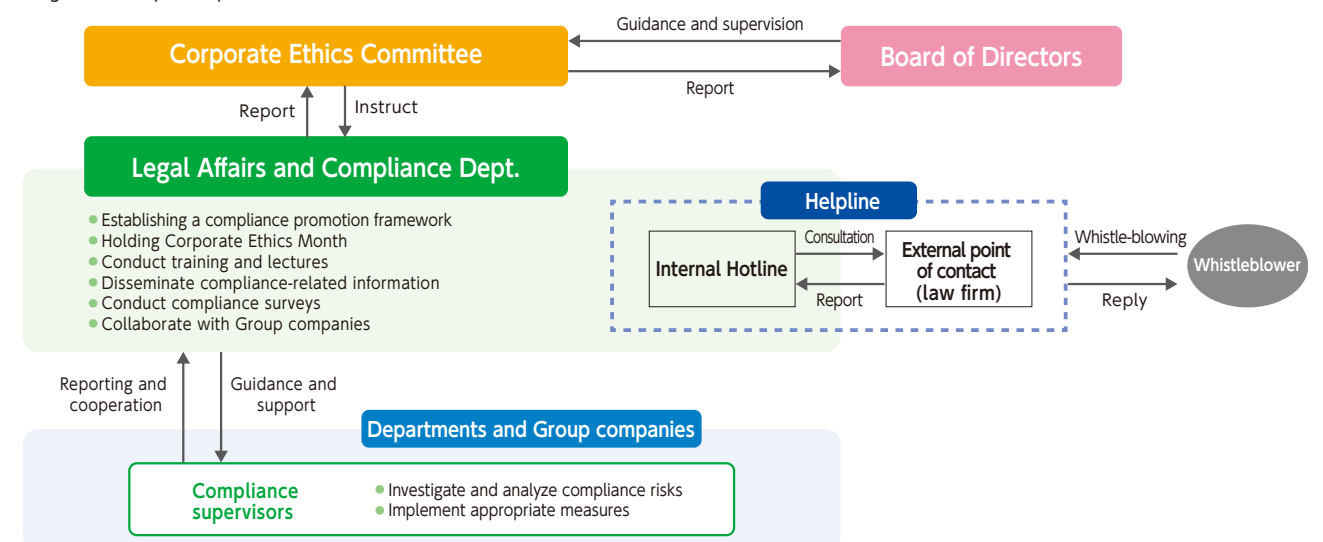 Guidance and supervision
Corporate Ethics Committee
Board of Directors
Report
Report
Instruct
Legal Affairs and Compliance Dept.
● Establishing a compliance promotion framework
● Holding Corporate Ethics Month
● Conduct training and lectures
● Disseminate compliance-related information
● Conduct compliance surveys
● Collaborate with Group companies
Helpline
Internal Hotline
Consultation
Report
External point
of contact
(law firm)
Whistle-blowing
Reply
Whistleblower
Reporting and
cooperation
Guidance and
support
Departments and Group companies
Compliance
supervisors
● Investigate and analyze compliance risks
● Implement appropriate measures